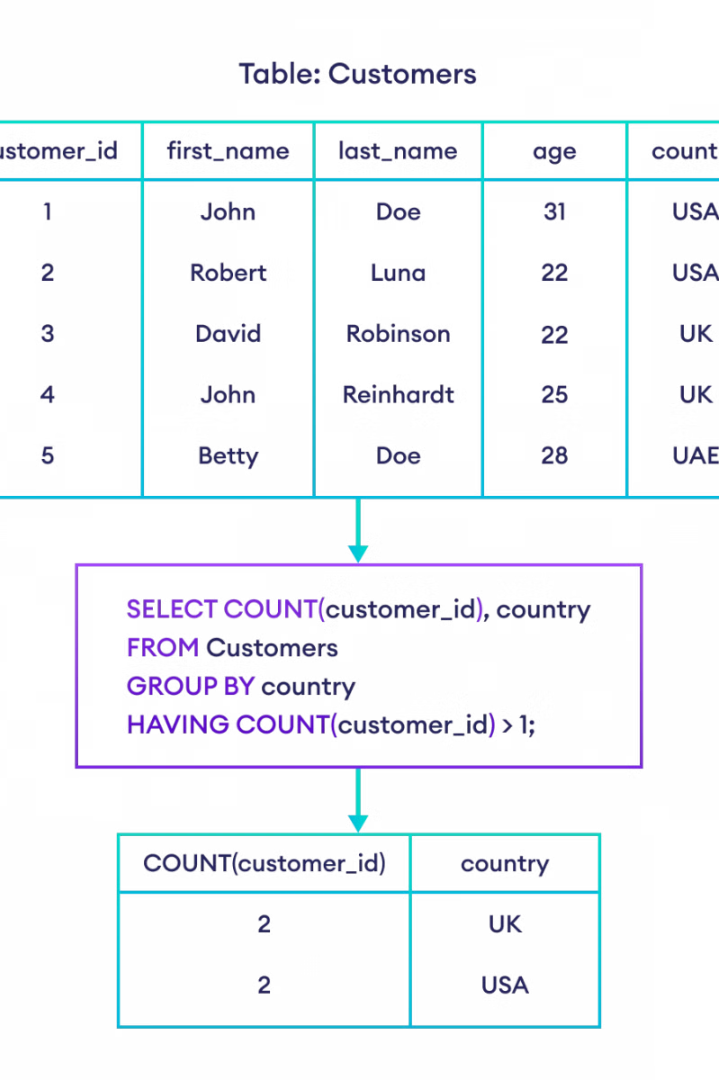 Table: Customers
ustomer_id first_name last_name age count
1 John Doe 31 USA
2 Robert Luna 22 USA
3 David Robinson 22 UK
4 John Reinhardt 25 UK
5 Betty Doe 28 UAE
SELECT COUNT(customer_id), country
FROM Customers
GROUP BY country
HAVING COUNT(customer_id) > 1;
COUNT(customer_id) country
2 UK
2 USA